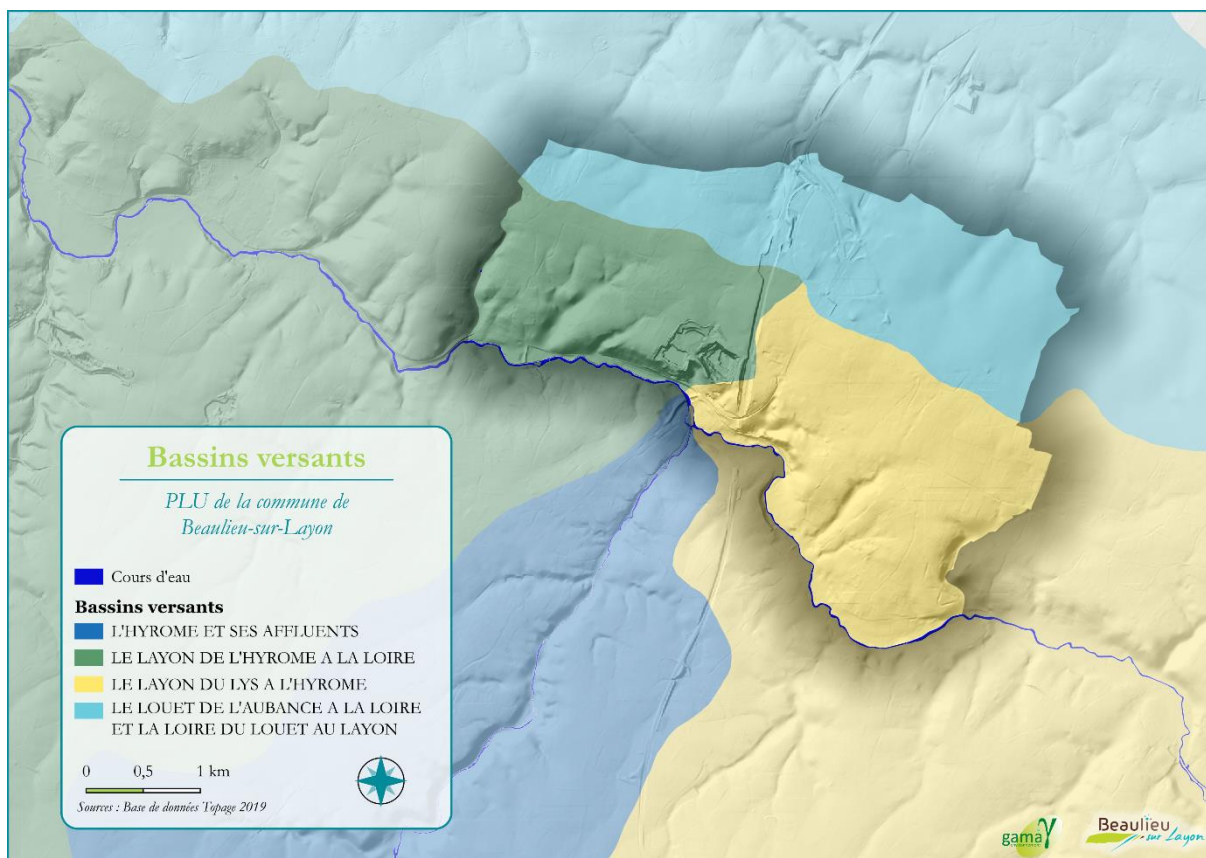 Bassins versants
PLU de la commune de
Beaulieu-sur-Layon
Cours d'eau
Bassins versants
L'HYROME ET SES AFFLUENTS
LE LAYON DE L'HYROME A LA LOIRE
LE LAYON DU LYS A L'HYROME
LE LOUET DE L'AUBANCE A LA LOIRE
ET LA LOIRE DU LOUET AU LAYON
0 0,5 1 km
Sources : Base de données Topage 2019
gama
Beaulieu
sur Layon